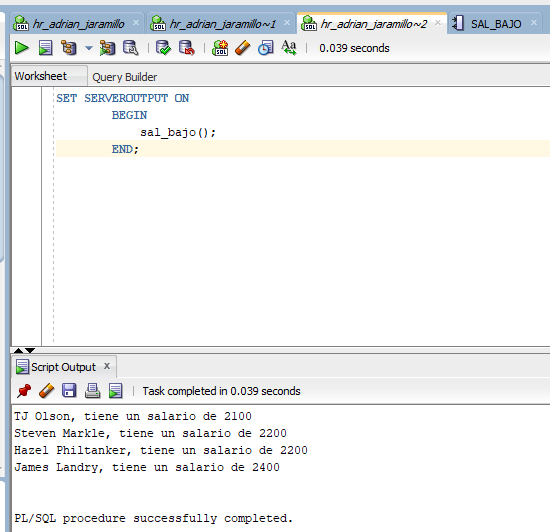 hr_adrian_jaramillo hr_adrian_jaramillo~1 hr_adrian_jaramillo~2 SAL_BAJO
0.039 seconds
Worksheet Query Builder
SET SERVEROUTPUT ON
BEGIN
sal_bajo();
END;
Script Output x
Task completed in 0.039 seconds
TJ Olson, tiene un salario de 2100
Steven Markle, tiene un salario de 2200
Hazel Philtanker, tiene un salario de 2200
James Landry, tiene un salario de 2400
PL/SQL procedure successfully completed.